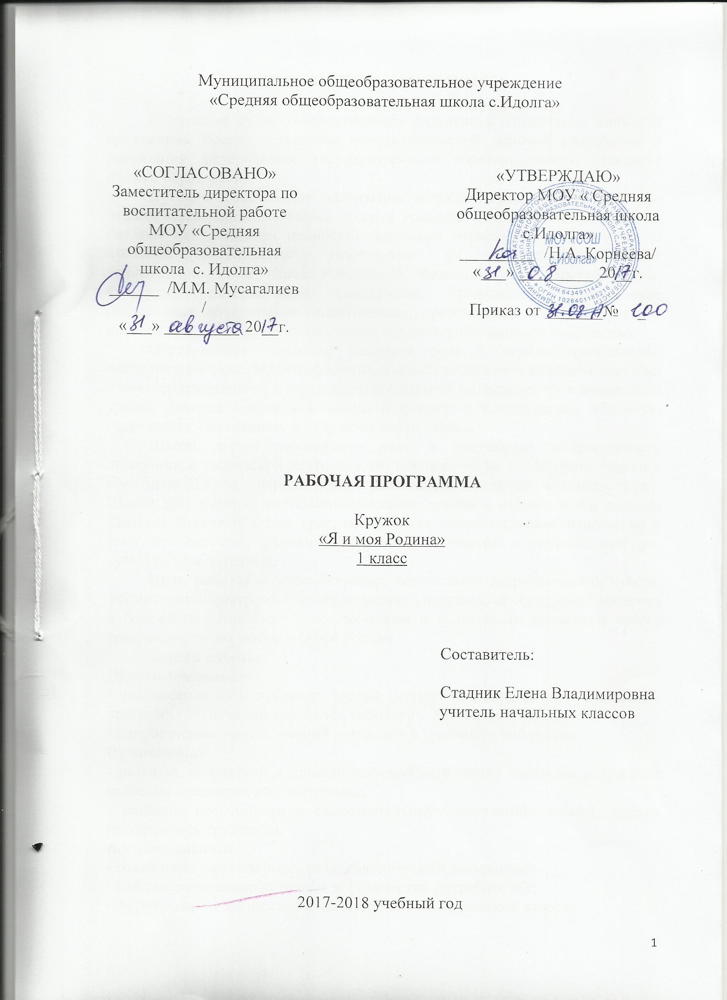 Муниципальное общеобразовательное учреждение
«Средняя общеобразовательная школа с.Идолга»
«СОГЛАСОВАНО»
Заместитель директора по
воспитательной работе
МОУ «Средняя
общеобразовательная
школа с. Идолга»
/М.М. Мусагалиев
/
«31» августа 2017г.
«УТВЕРЖДАЮ»
Директор МОУ « Средняя
общеобразовательная школа
с.Идолга»
/Н.А. Корнеева/
«31» 08 2017г.
Приказ от 31.08.17 № 100
МОУ «СОШ
с.Идолга»
ИНН 6434911448
ОГРН 1026401185216
РАБОЧАЯ ПРОГРАММА
Кружок
«Я и моя Родина»
1 класс
Составитель:
Стадник Елена Владимировна
учитель начальных классов
2017-2018 учебный год
1